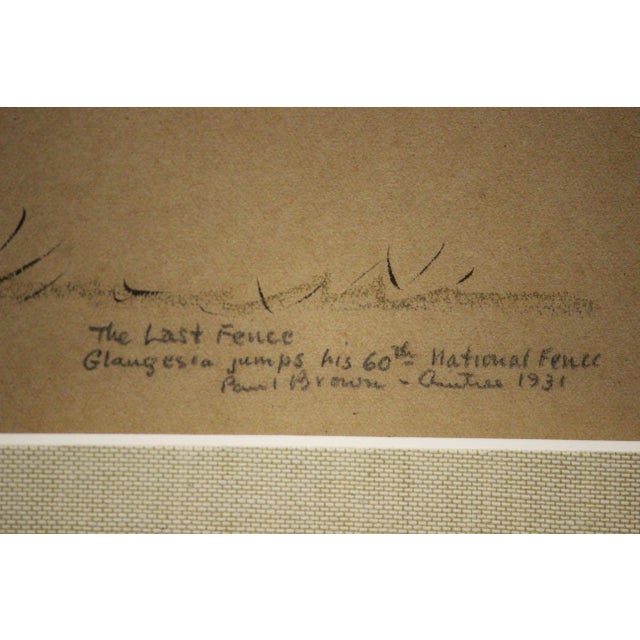 The Last Fence
Glangesia jumps his 60th National Fence
Paul Brown - Aintree 1931